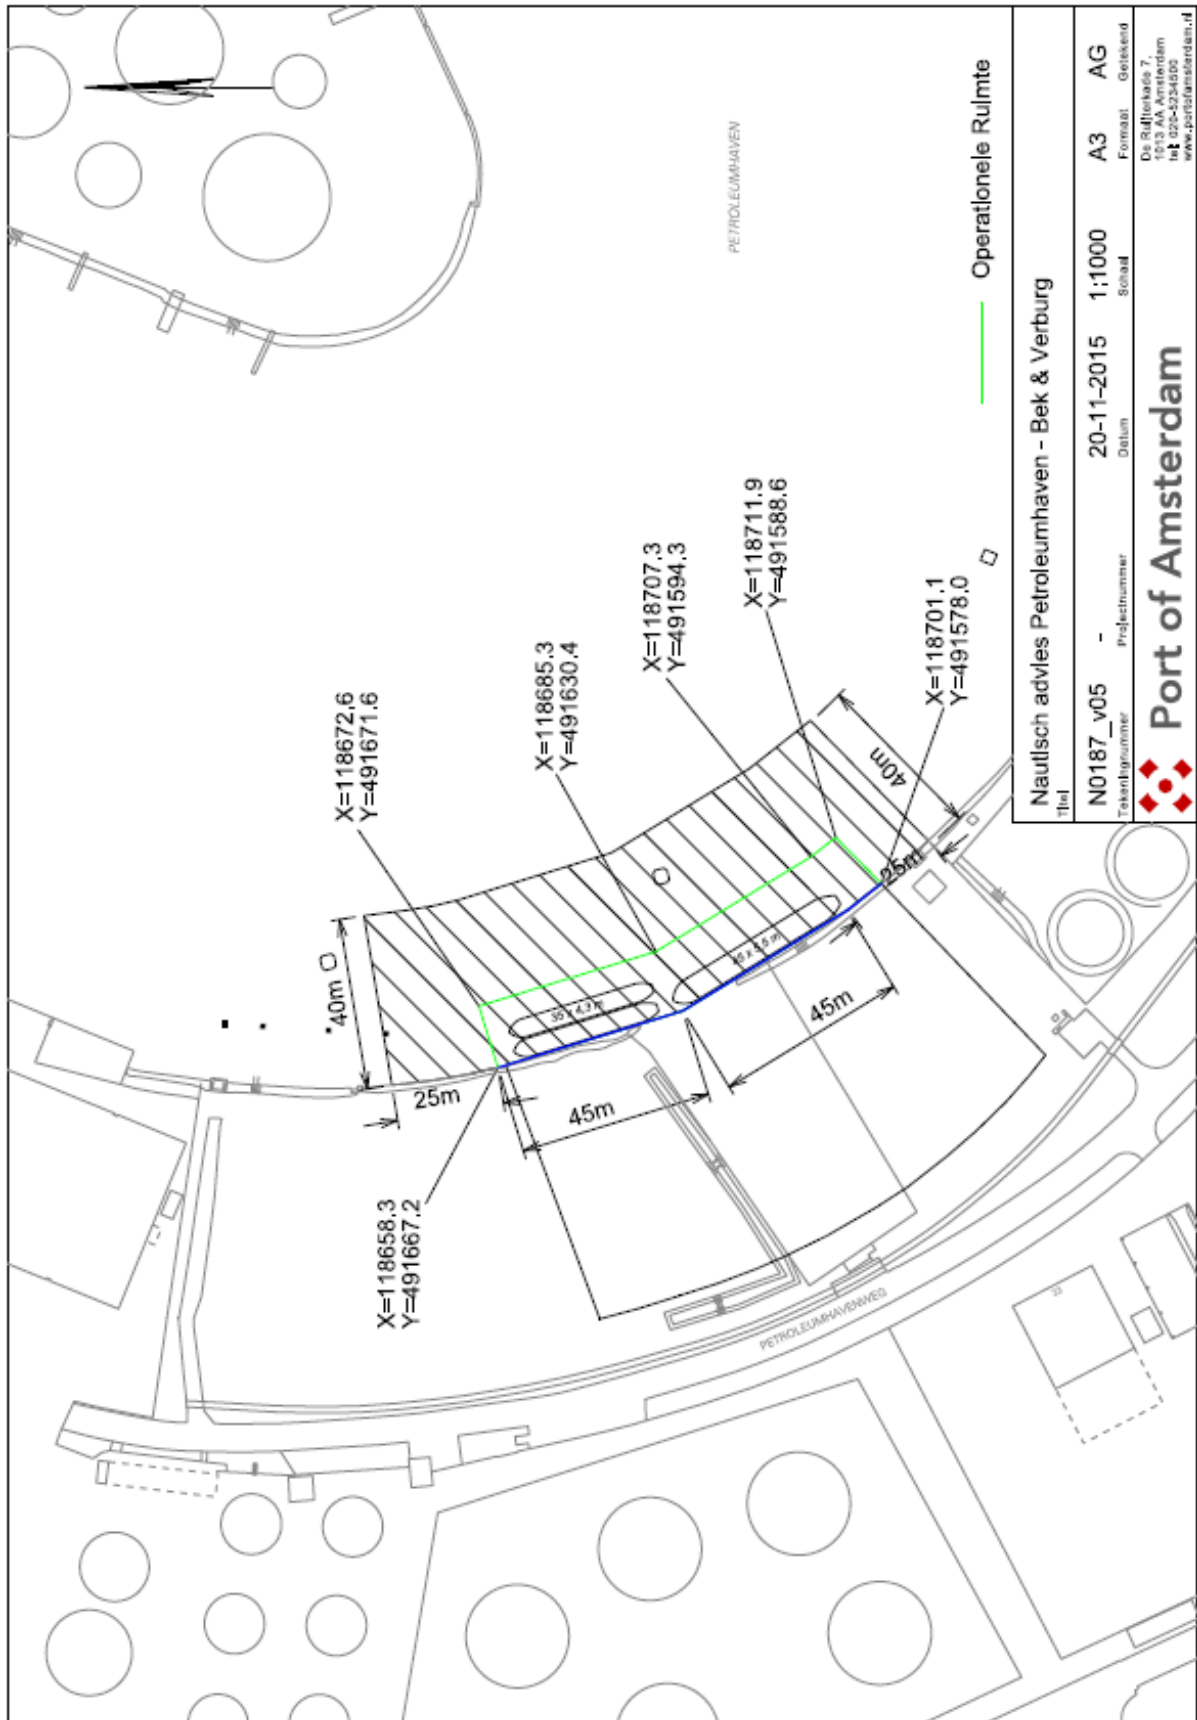 PETROLEUMHAVEN
Operationele Ruimte
X=118672.6
Y=491671.6
X=118685.3
Y=491630.4
X=118707.3
Y=491594.3
X=118711.9
Y=491588.6
X=118701.1
Y=491578.0
X=118658.3
Y=491667.2
40m
25m
45m
45m
40m
25m
PETROLEUMHAVENWEG
23
Nautisch advies Petroleumhaven - Bek & Verburg
Titel
N0187_v05 - 20-11-2015 1:1000 A3 AG
Tekeningnummer Projectnummer Datum Schaal Formaat Getekend
Port of Amsterdam
De Ruijterkade 7,
1013 AA Amsterdam
tel: 020-5234500
www.portofamsterdam.nl